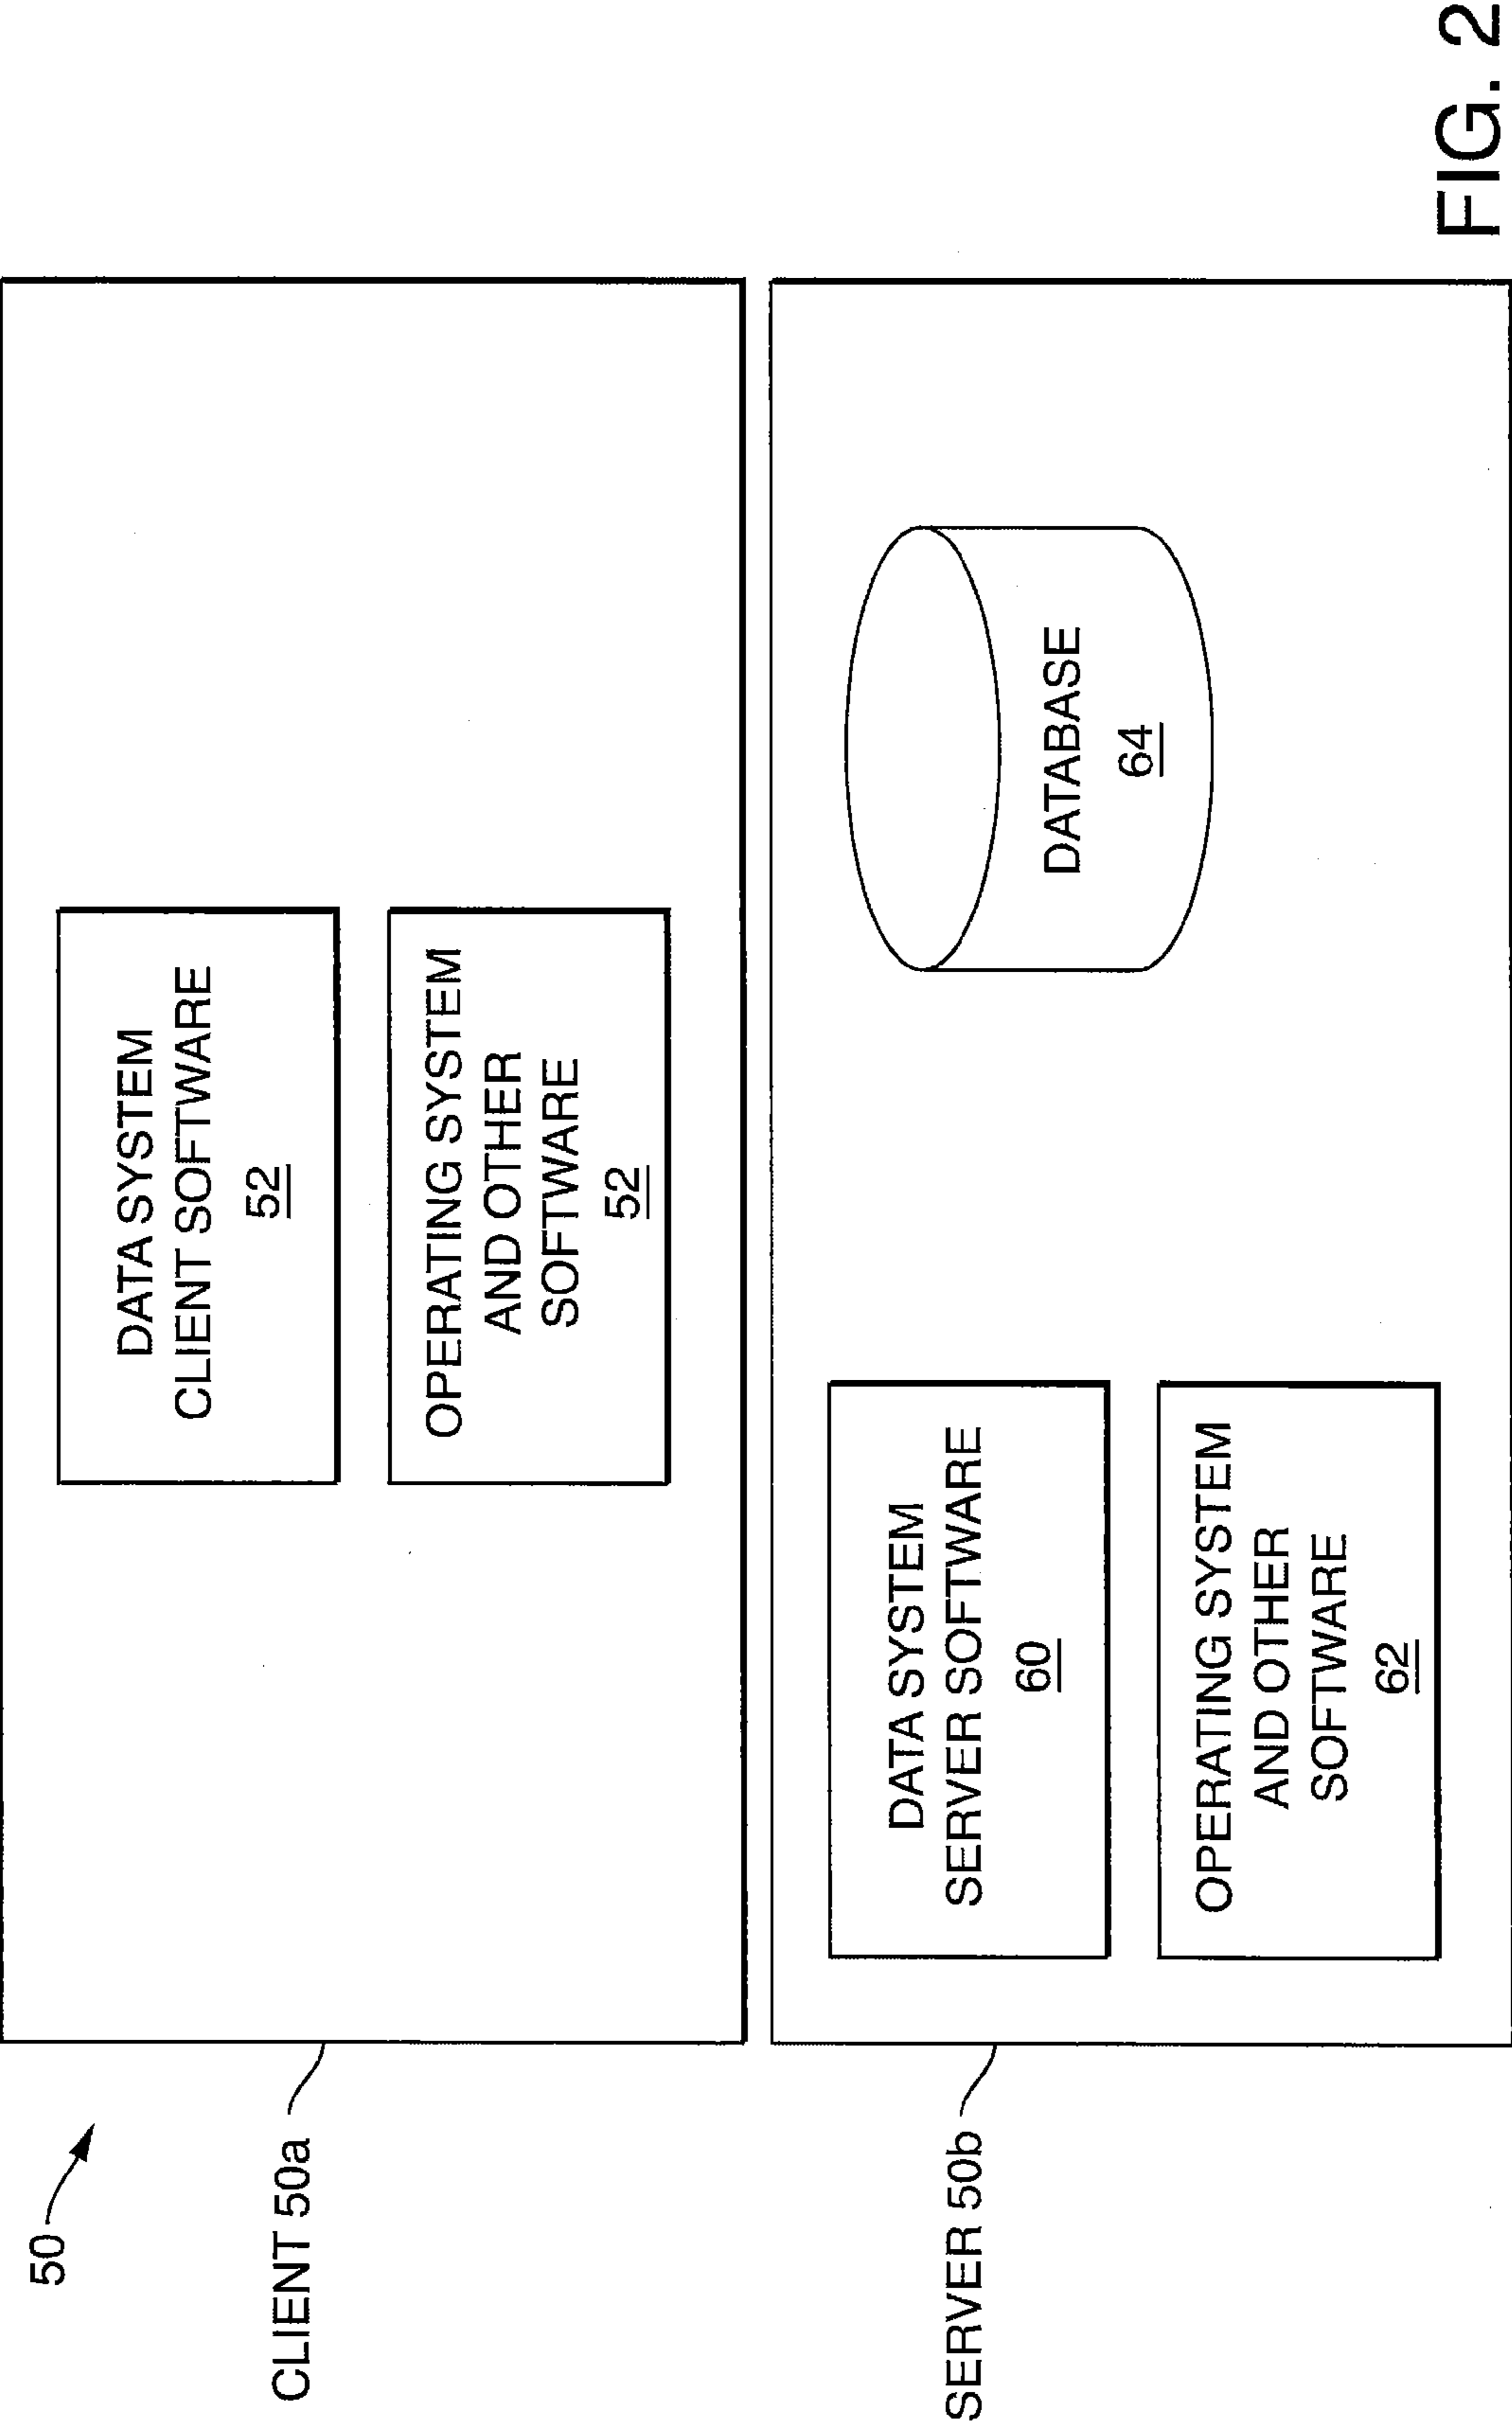 50
CLIENT 50a
DATA SYSTEM
CLIENT SOFTWARE
52
OPERATING SYSTEM
AND OTHER
SOFTWARE
52
SERVER 50b
DATA SYSTEM
SERVER SOFTWARE
60
OPERATING SYSTEM
AND OTHER
SOFTWARE
62
DATABASE
64
FIG. 2